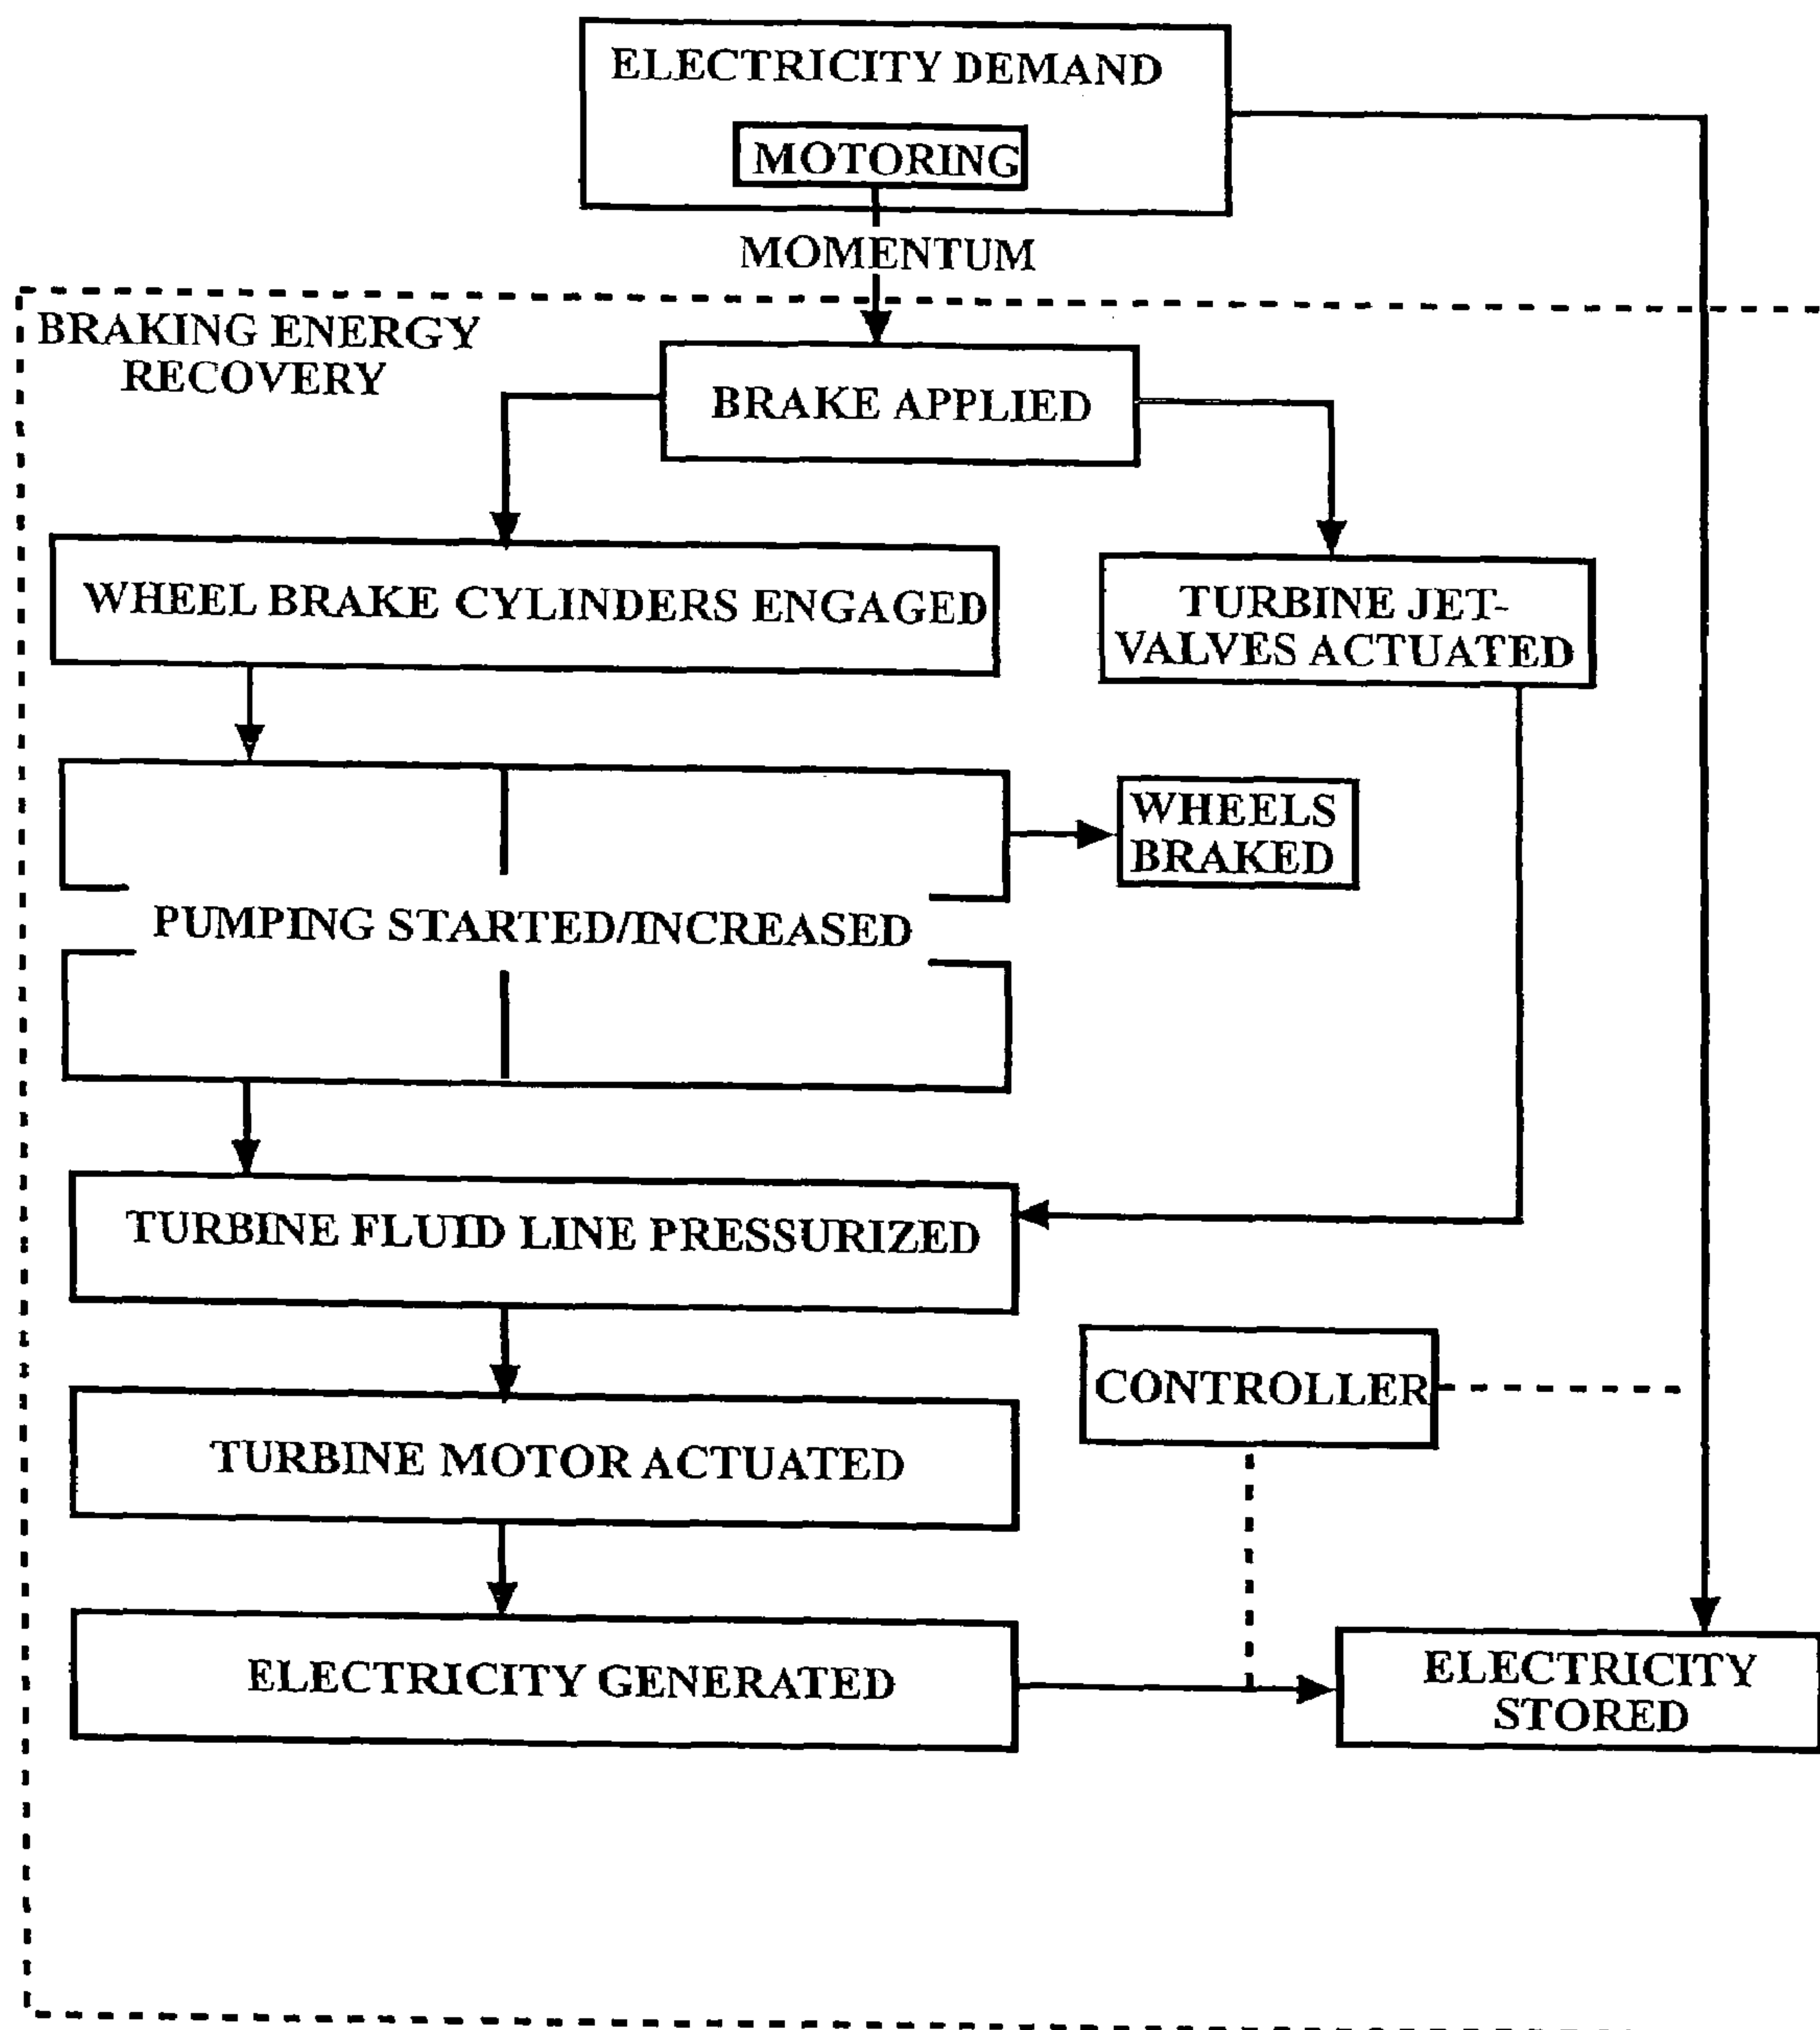 ELECTRICITY DEMAND
MOTORING
MOMENTUM
BRAKING ENERGY
RECOVERY
BRAKE APPLIED
WHEEL BRAKE CYLINDERS ENGAGED
TURBINE JET-
VALVES ACTUATED
WHEELS
BRAKED
PUMPING STARTED/INCREASED
TURBINE FLUID LINE PRESSURIZED
CONTROLLER
TURBINE MOTOR ACTUATED
ELECTRICITY GENERATED
ELECTRICITY
STORED